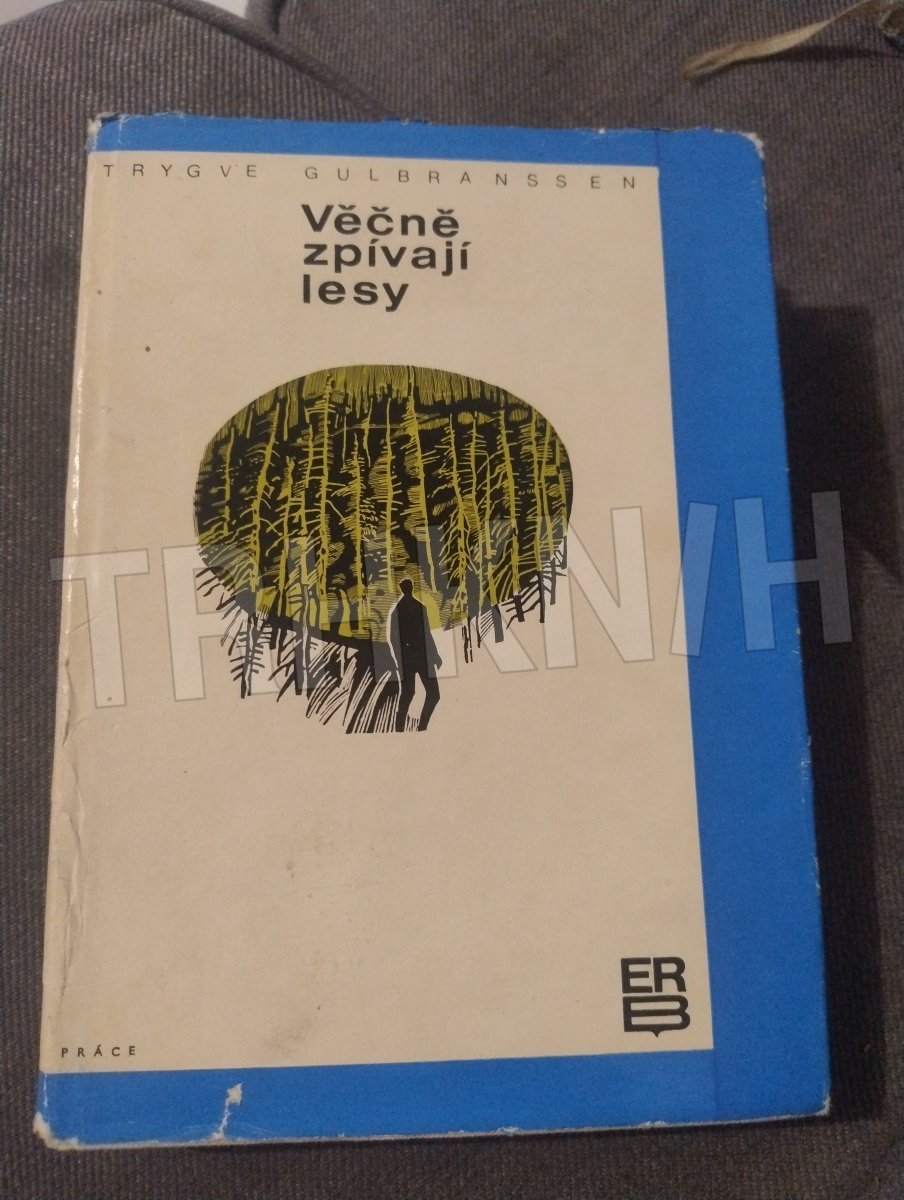 TRYGVE GULBRANSSEN
Věčně
zpívají
lesy
ER
B
PRÁCE